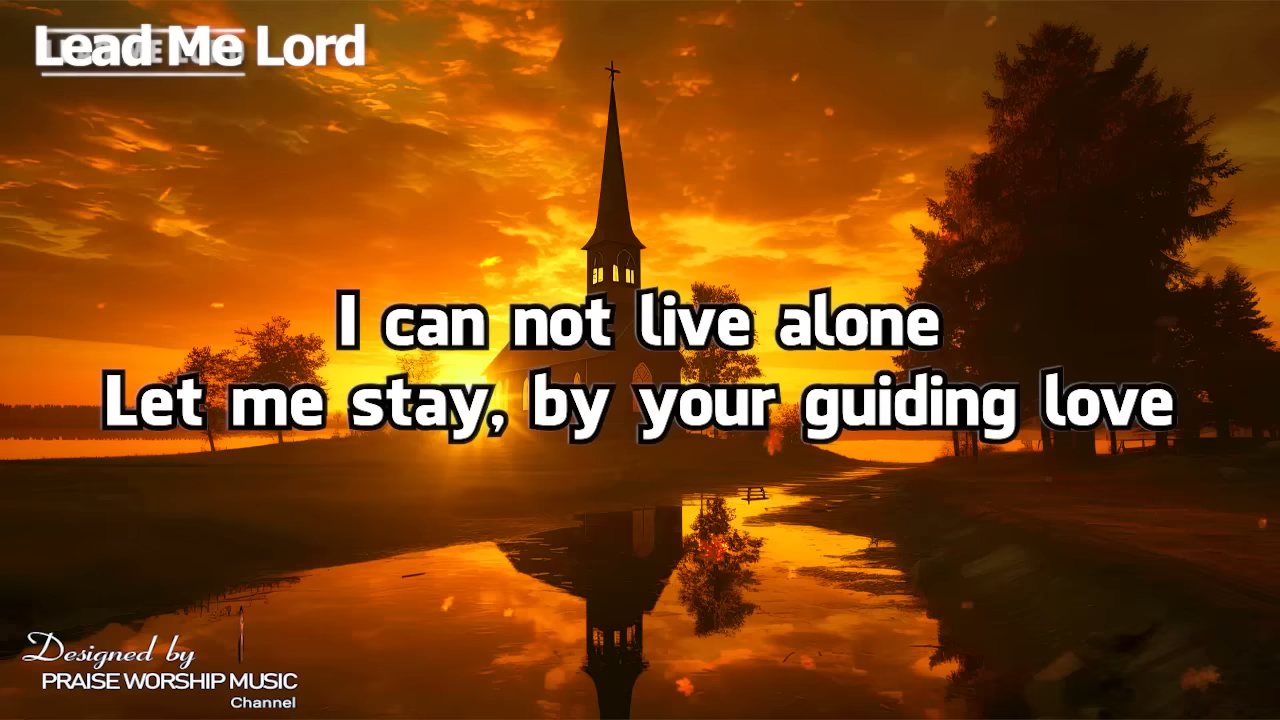 Lead Me Lord
I can not live alone
Let me stay, by your guiding love
Designed by
PRAISE WORSHIP MUSIC
Channel